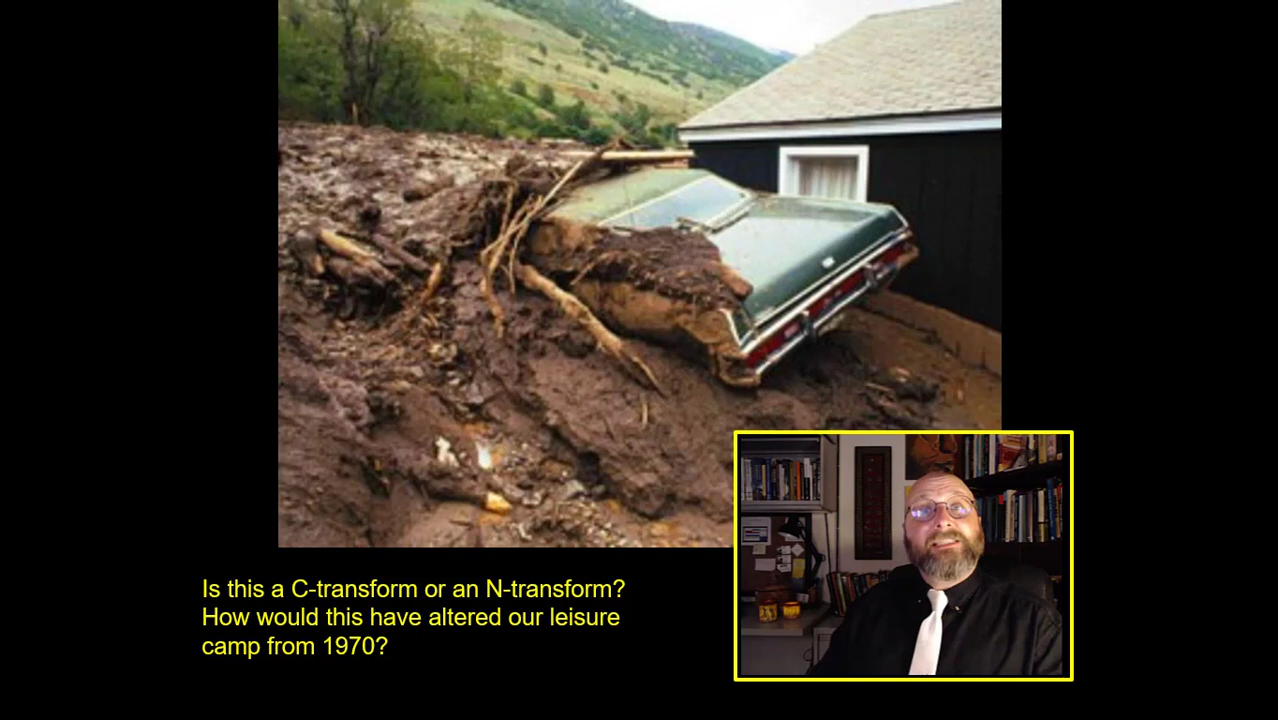 Is this a C-transform or an N-transform?
How would this have altered our leisure
camp from 1970?